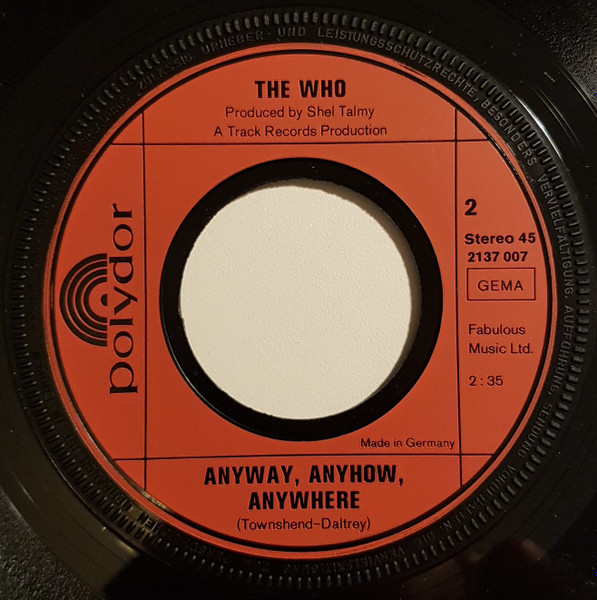 URHEBER- UND LEISTUNGSSCHUTZRECHTE, BESONDERS VERVIELFÄLTIGUNG, AUFFÜHRUNG, SENDUNG
THE WHO
Produced by Shel Talmy
A Track Records Production
polydor
2
Stereo 45
2137 007
GEMA
Fabulous
Music Ltd.
2:35
Made in Germany
ANYWAY, ANYHOW,
ANYWHERE
(Townshend-Daltrey)